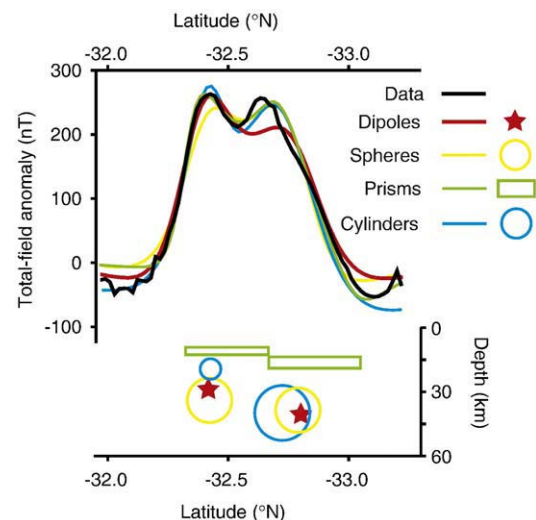 Latitude (°N)
-32.0 -32.5 -33.0
300
200
100
0
-100
Total-field anomaly (nT)
Data
Dipoles
Spheres
Prisms
Cylinders
0
30
60
Depth (km)
-32.0 -32.5 -33.0
Latitude (°N)